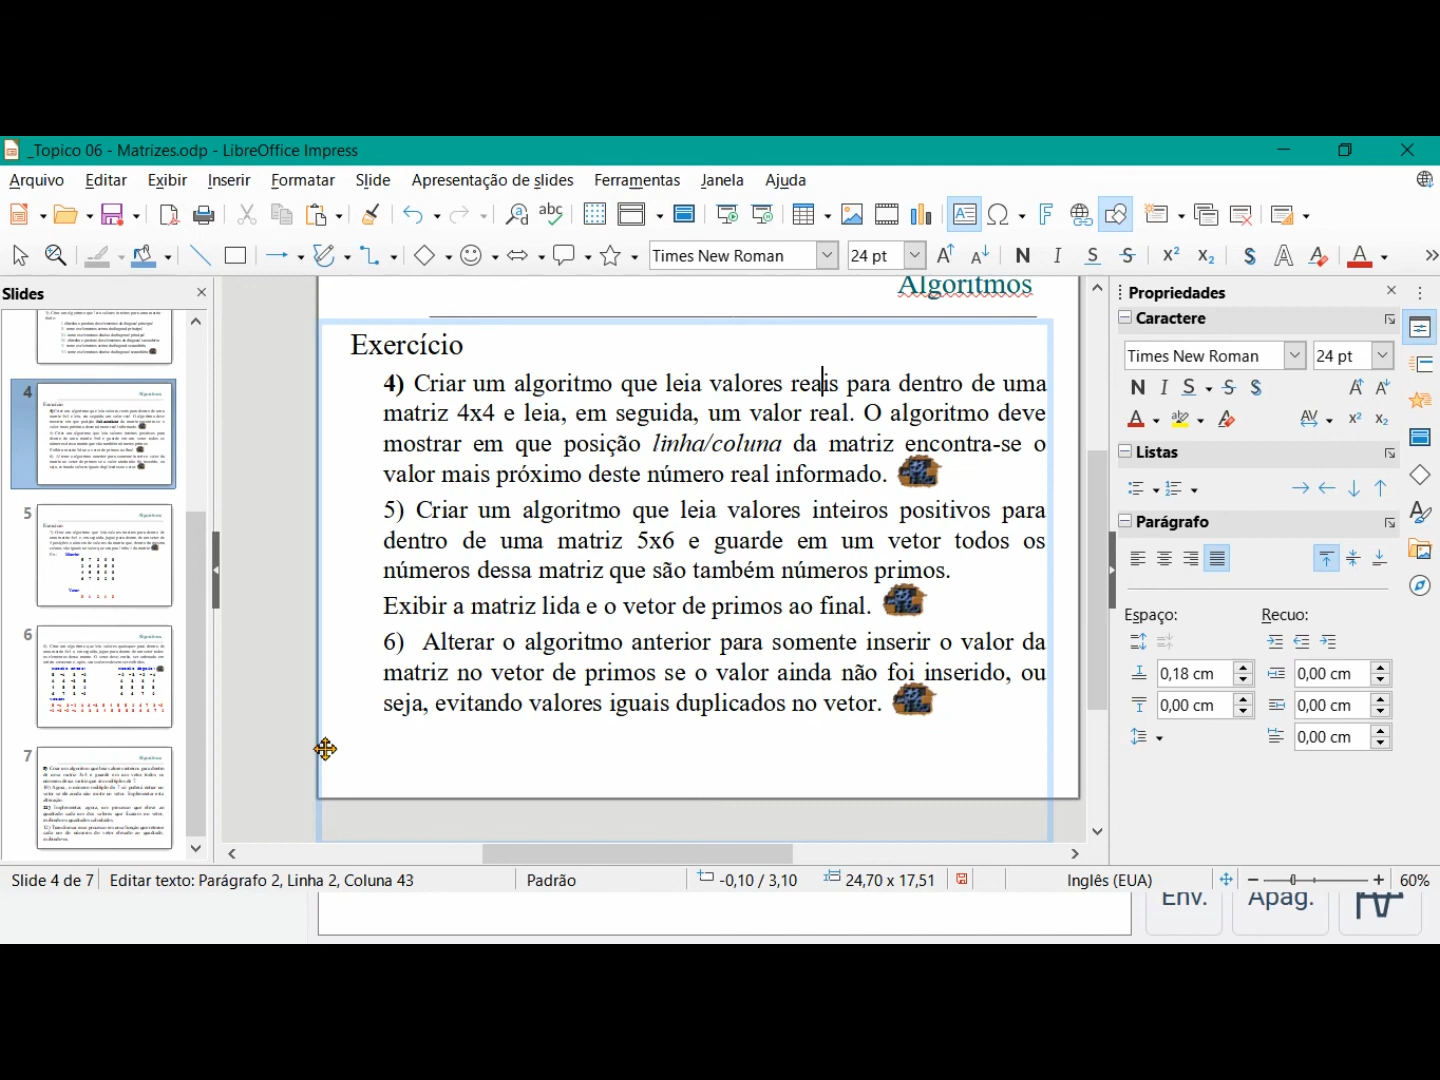 _Topico 06 - Matrizes.odp - LibreOffice Impress
Arquivo Editar Exibir Inserir Formatar Slide Apresentação de slides Ferramentas Janela Ajuda
Times New Roman 24 pt
Slides
4
5
6
7
Algoritmos
Exercício
4) Criar um algoritmo que leia valores reais para dentro de uma
matriz 4x4 e leia, em seguida, um valor real. O algoritmo deve
mostrar em que posição linha/coluna da matriz encontra-se o
valor mais próximo deste número real informado.
5) Criar um algoritmo que leia valores inteiros positivos para
dentro de uma matriz 5x6 e guarde em um vetor todos os
números dessa matriz que são também números primos.
Exibir a matriz lida e o vetor de primos ao final.
6) Alterar o algoritmo anterior para somente inserir o valor da
matriz no vetor de primos se o valor ainda não foi inserido, ou
seja, evitando valores iguais duplicados no vetor.
Propriedades
Caractere
Times New Roman 24 pt
Listas
Parágrafo
Espaço: Recuo:
0,18 cm 0,00 cm
0,00 cm 0,00 cm
0,00 cm
Slide 4 de 7 Editar texto: Parágrafo 2, Linha 2, Coluna 43 Padrão -0,10 / 3,10 24,70 x 17,51 Inglês (EUA) 60%
Env. Apag.